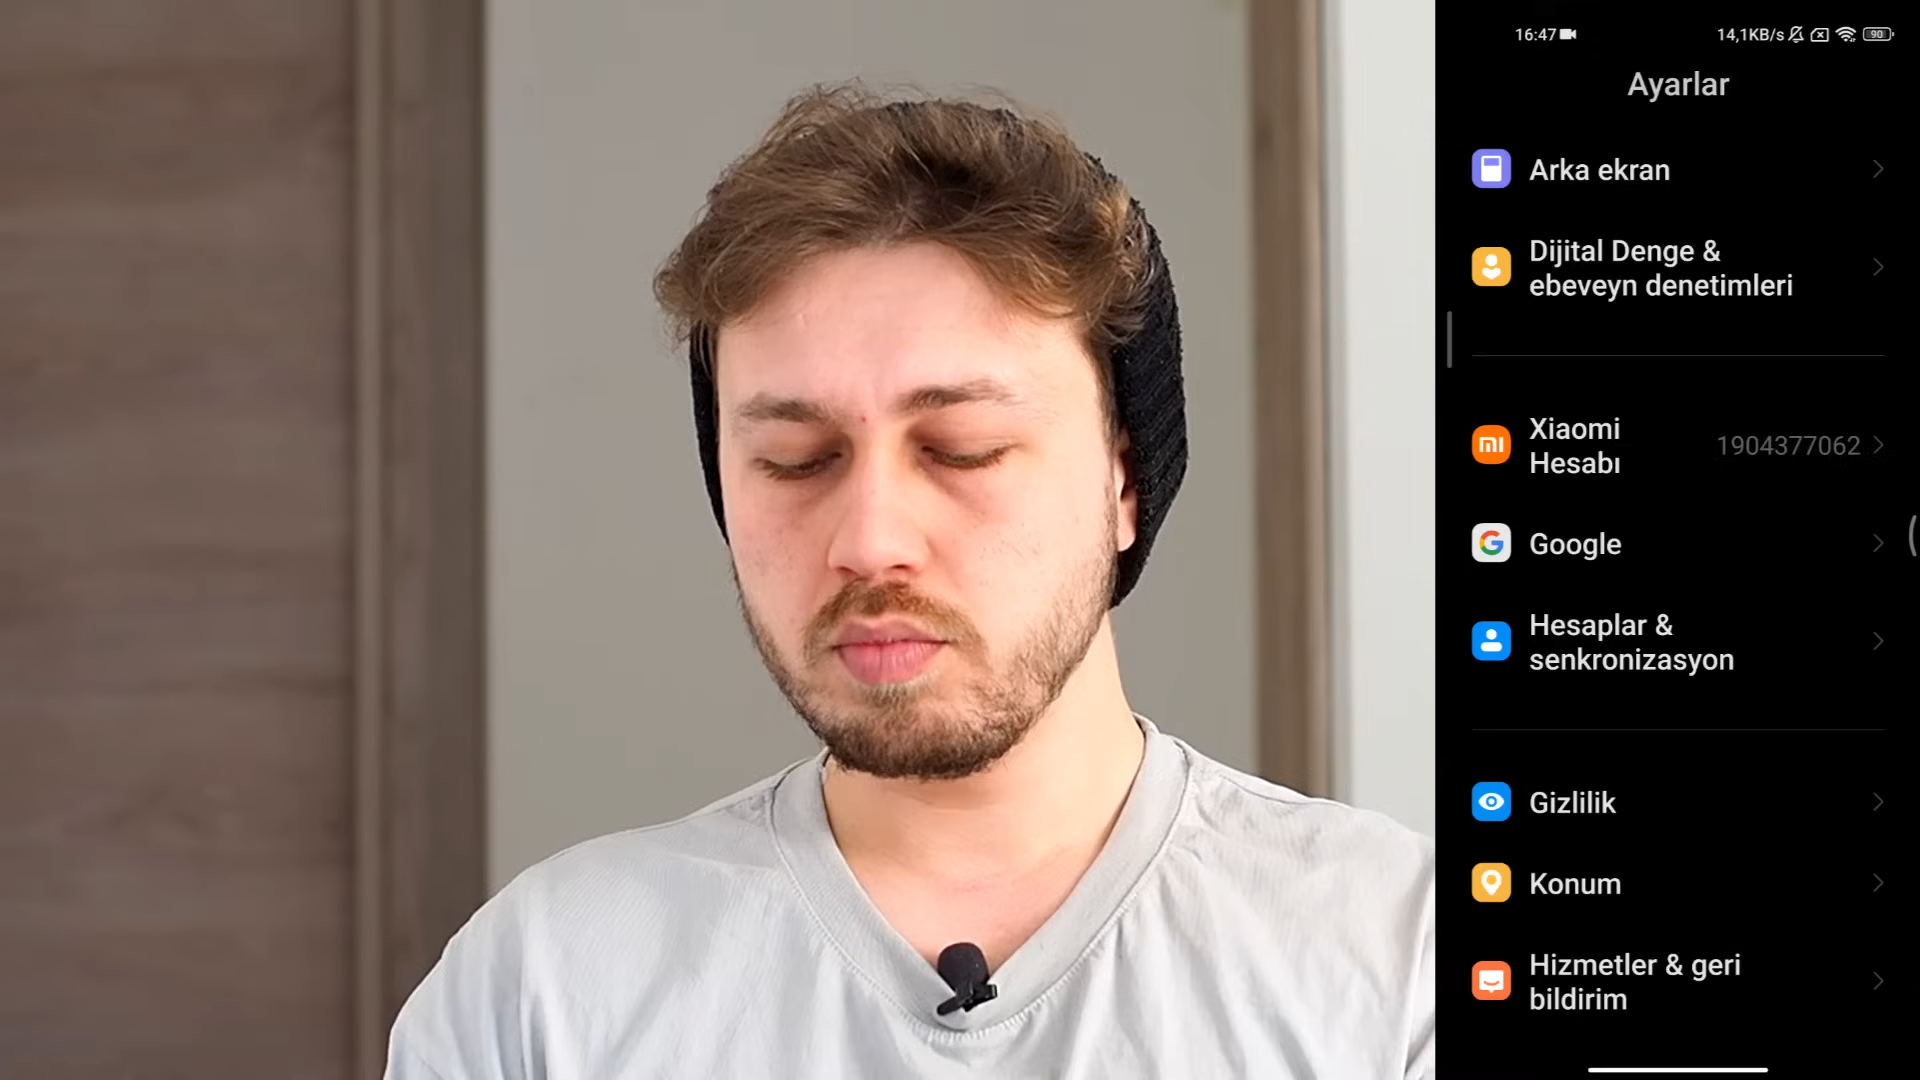 16:47
14,1KB/s
90
Ayarlar
Arka ekran
Dijital Denge &
ebeveyn denetimleri
Xiaomi
Hesabı
1904377062
Google
Hesaplar &
senkronizasyon
Gizlilik
Konum
Hizmetler & geri
bildirim